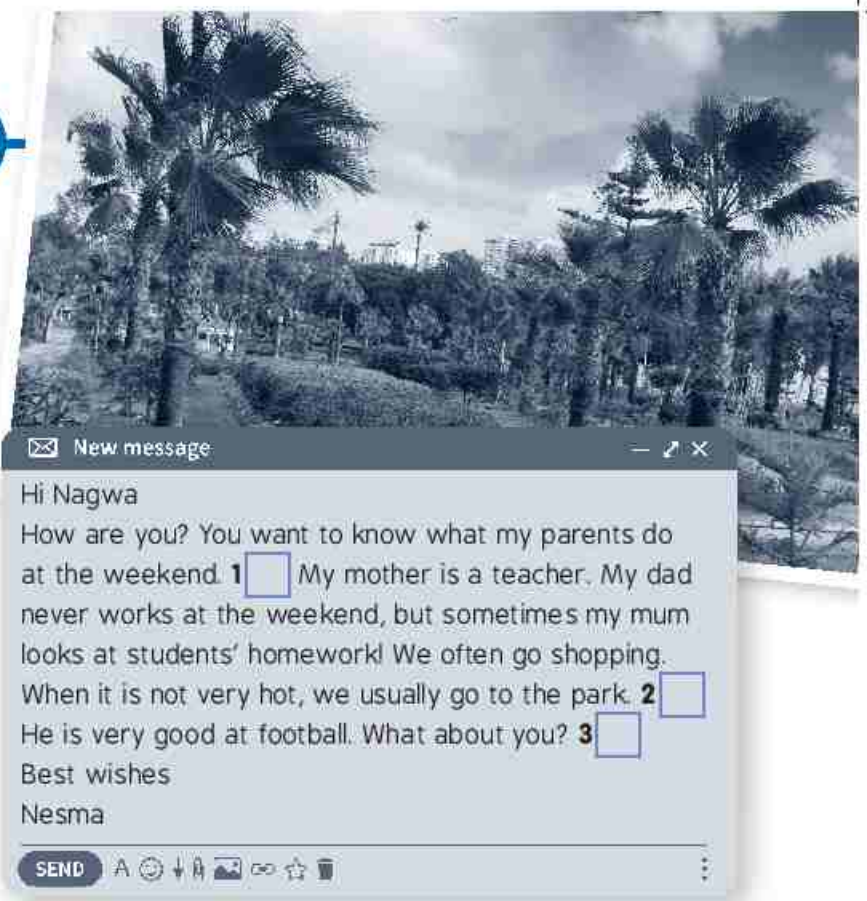 New message
Hi Nagwa
How are you? You want to know what my parents do
at the weekend. 1 My mother is a teacher. My dad
never works at the weekend, but sometimes my mum
looks at students' homework! We often go shopping.
When it is not very hot, we usually go to the park. 2
He is very good at football. What about you? 3
Best wishes
Nesma
SEND A